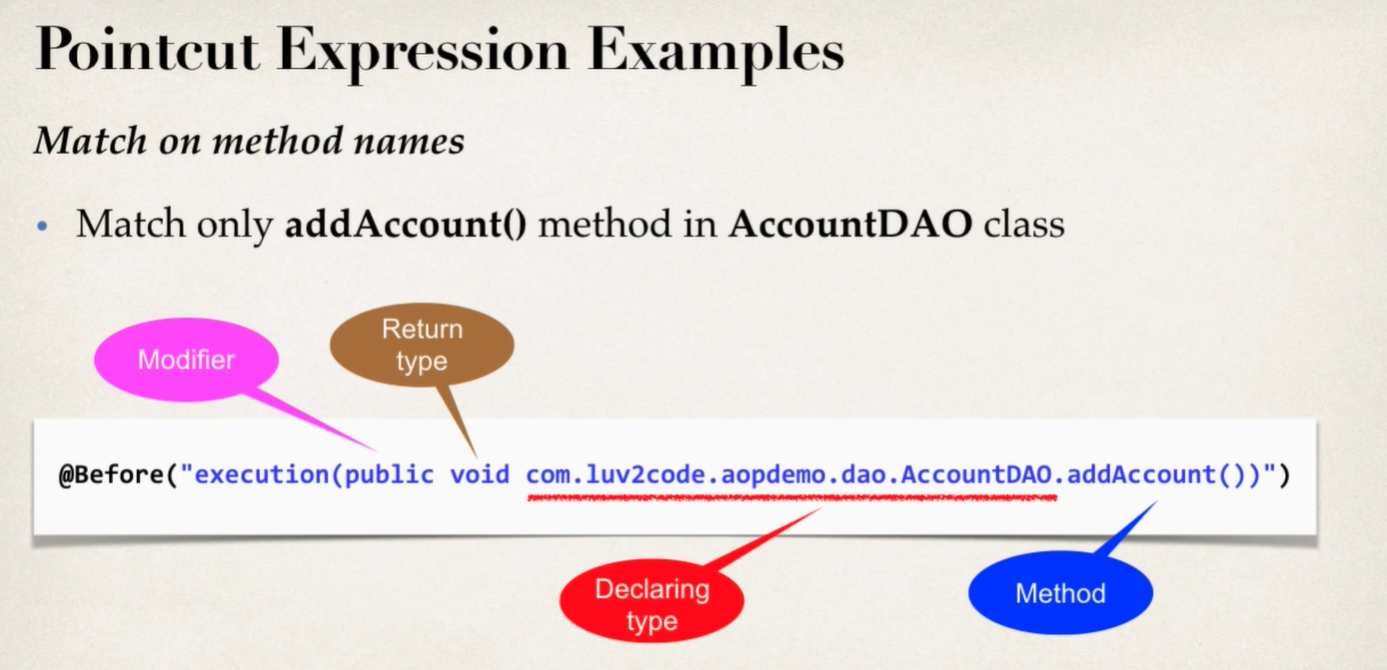 Pointcut Expression Examples
Match on method names
• Match only addAccount() method in AccountDAO class
Modifier
Return
type
@Before("execution(public void com.luv2code.aopdemo.dao.AccountDAO.addAccount())")
Declaring
type
Method